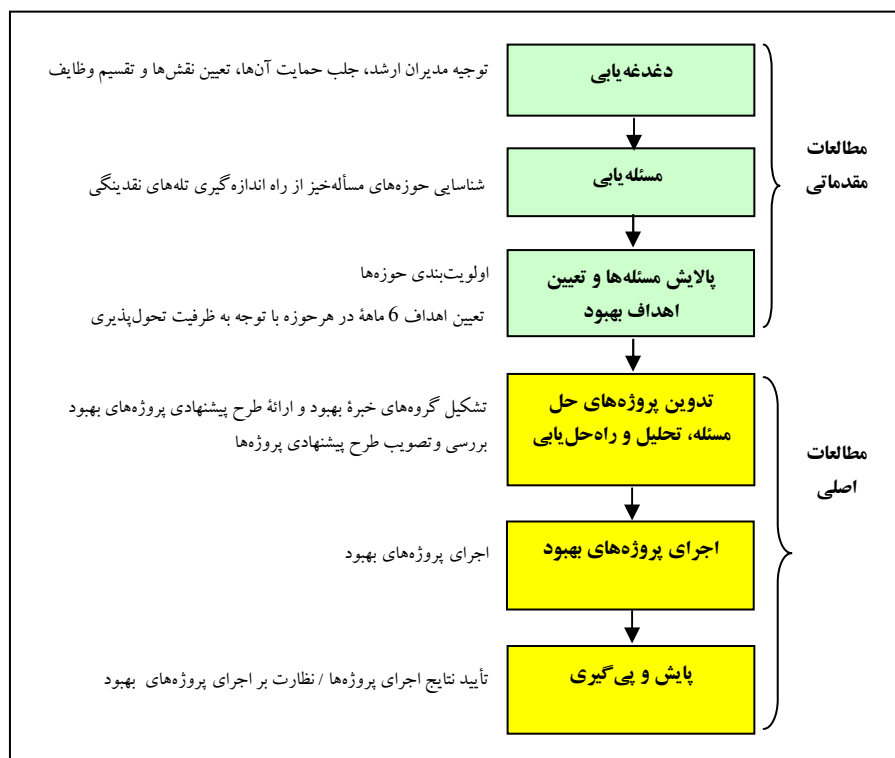 دغدغه‌یابی
توجیه مدیران ارشد، جلب حمایت آن‌ها، تعیین نقش‌ها و تقسیم وظایف
مطالعات
مقدماتی
مسئله‌یابی
شناسایی حوزه‌های مسأله‌خیز از راه اندازه‌گیری تله‌های نقدینگی
پالایش مسئله‌ها و تعیین
اهداف بهبود
اولویت‌بندی حوزه‌ها
تعیین اهداف 6 ماههٔ در هرحوزه با توجه به ظرفیت تحول‌پذیری
تدوین پروژه‌های حل
مسئله، تحلیل و راه‌حل‌یابی
تشکیل گروه‌های خبرهٔ بهبود و ارائهٔ طرح پیشنهادی پروژه‌های بهبود
بررسی وتصویب طرح پیشنهادی پروژه‌ها
مطالعات
اصلی
اجرای پروژه‌های بهبود
اجرای پروژه‌های بهبود
پایش و پی‌گیری
تأیید نتایج اجرای پروژه‌ها / نظارت بر اجرای پروژه‌های بهبود